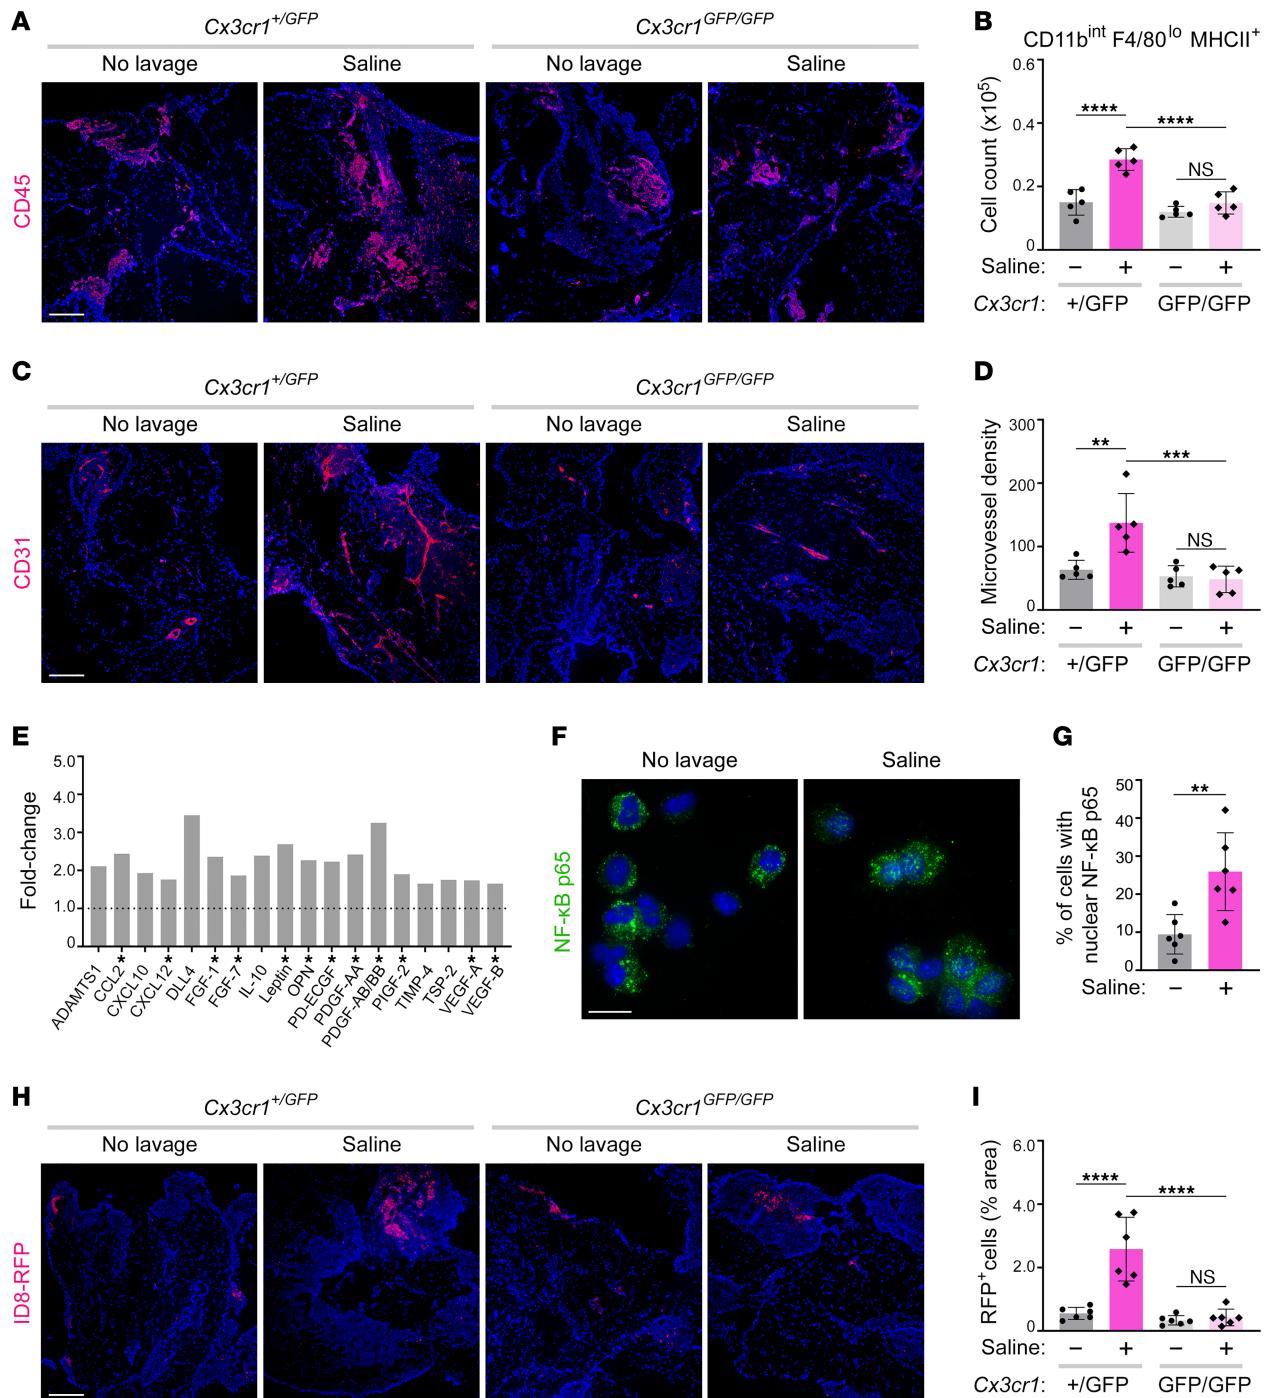 A
Cx3cr1+/GFP
Cx3cr1GFP/GFP
No lavage
Saline
No lavage
Saline
CD45
B
CD11bint F4/80lo MHCII+
Cell count (x105)
0.6
0.4
0.2
0
****
****
NS
Saline: − + − +
Cx3cr1: +/GFP GFP/GFP
C
Cx3cr1+/GFP
Cx3cr1GFP/GFP
No lavage
Saline
No lavage
Saline
CD31
D
Microvessel density
300
200
100
0
**
***
NS
Saline: − + − +
Cx3cr1: +/GFP GFP/GFP
E
Fold-change
5.0
4.0
3.0
2.0
1.0
0
ADAMTS1
CCL2*
CXCL10
CXCL12*
DLL4
FGF-1*
FGF-7*
IL-10
Leptin*
OPN*
PD-ECGF*
PDGF-AA*
PDGF-AB/BB*
PIGF-2*
TIMP-4
TSP-2
VEGF-A*
VEGF-B*
F
No lavage
Saline
NF-κB p65
G
% of cells with
nuclear NF-κB p65
50
40
30
20
10
0
**
Saline: − +
H
Cx3cr1+/GFP
Cx3cr1GFP/GFP
No lavage
Saline
No lavage
Saline
ID8-RFP
I
RFP+ cells (% area)
6.0
4.0
2.0
0
****
****
NS
Saline: − + − +
Cx3cr1: +/GFP GFP/GFP